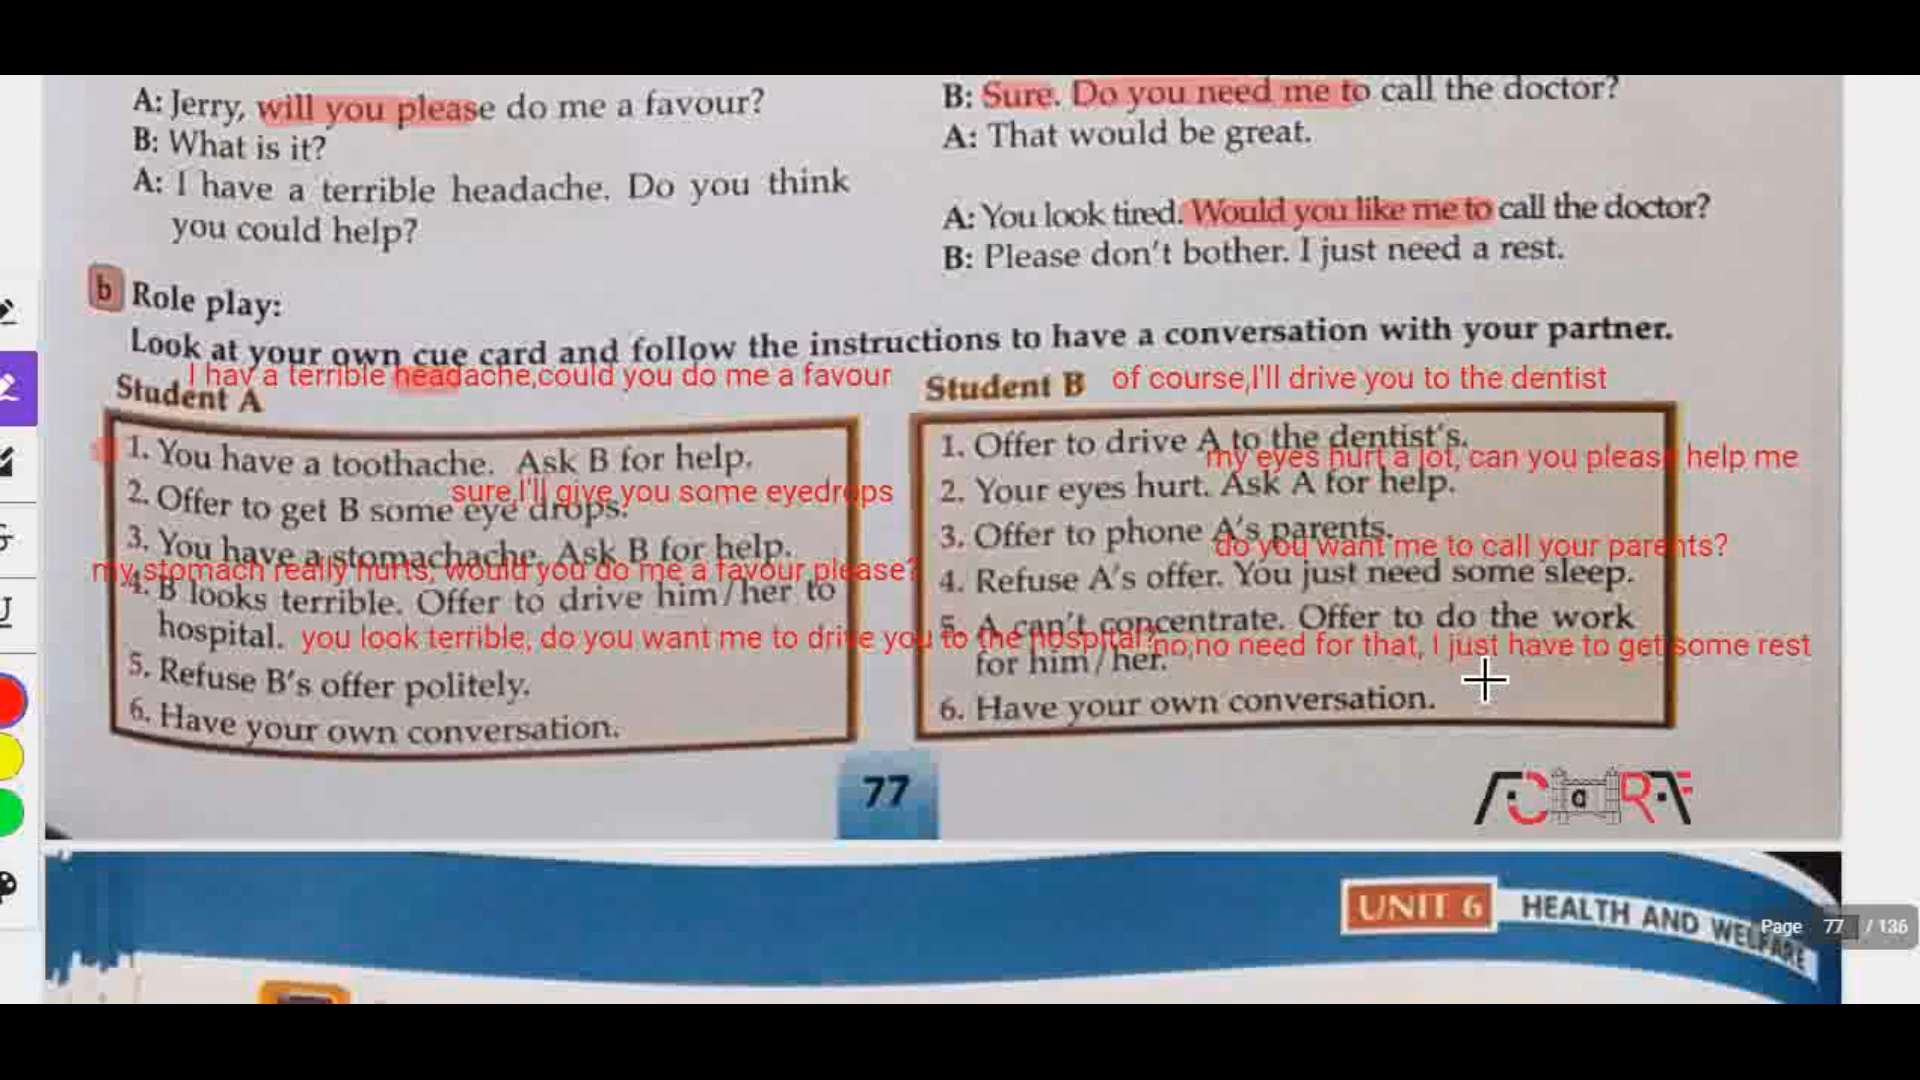 A: Jerry, will you please do me a favour?
B: What is it?
A: I have a terrible headache. Do you think
you could help?
B: Sure. Do you need me to call the doctor?
A: That would be great.
A: You look tired. Would you like me to call the doctor?
B: Please don't bother. I just need a rest.
b Role play:
Look at your own cue card and follow the instructions to have a conversation with your partner.
I hav a terrible headache,could you do me a favour
Student A
1. You have a toothache. Ask B for help.
sure,I'll give you some eyedrops
2. Offer to get B some eye drops.
3. You have a stomachache. Ask B for help.
my stomach really hurts, would you do me a favour please?
4. B looks terrible. Offer to drive him/her to
hospital.
you look terrible, do you want me to drive you to the hospital?
5. Refuse B's offer politely.
6. Have your own conversation.
Student B
of course,I'll drive you to the dentist
1. Offer to drive A to the dentist's.
my eyes hurt a lot, can you please help me
2. Your eyes hurt. Ask A for help.
3. Offer to phone A's parents.
do you want me to call your parents?
4. Refuse A's offer. You just need some sleep.
5. A can't concentrate. Offer to do the work
no,no need for that, I just have to get some rest
for him/her.
6. Have your own conversation.
77
UNIT 6 HEALTH AND WELFARE
Page 77 / 136